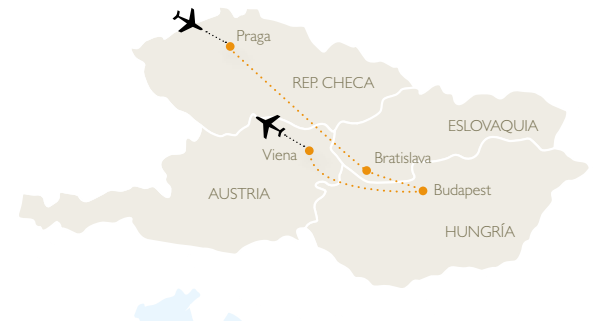 Praga
REP. CHECA
ESLOVAQUIA
Viena
Bratislava
AUSTRIA
Budapest
HUNGRÍA